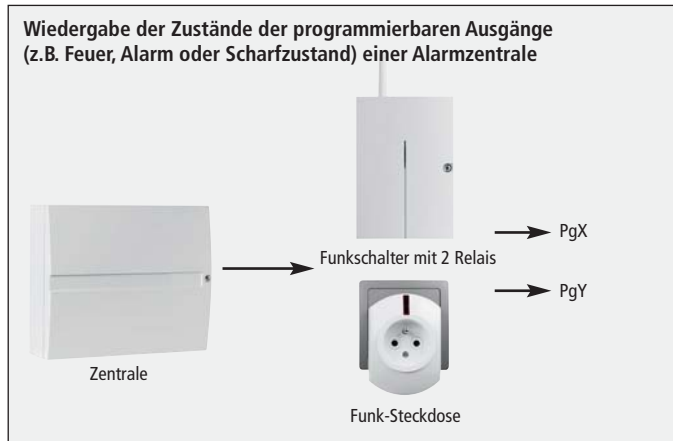 Wiedergabe der Zustände der programmierbaren Ausgänge
(z.B. Feuer, Alarm oder Scharfzustand) einer Alarmzentrale
Funkschalter mit 2 Relais
PgX
PgY
Zentrale
Funk-Steckdose